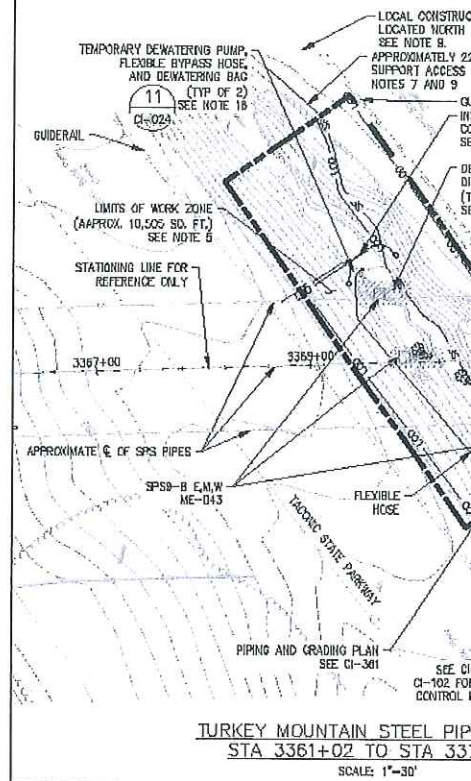 LOCAL CONSTRUC
LOCATED NORTH
SEE NOTE 8.
TEMPORARY DEWATERING PUMP,
FLEXIBLE BYPASS HOSE,
AND DEWATERING BAG
(TYP OF 2)
SEE NOTE 18
11
CI-024
APPROXIMATELY 22
SUPPORT ACCESS
NOTES 7 AND 9
GUIDERAIL
LIMITS OF WORK ZONE
(APPROX. 10,505 SQ. FT.)
SEE NOTE 6
STATIONING LINE FOR
REFERENCE ONLY
3367+00
3369+00
APPROXIMATE ℄ OF SPS PIPES
SPS9-B E,M,W
ME-043
FLEXIBLE
HOSE
TACONIC STATE PARKWAY
PIPING AND GRADING PLAN
SEE CI-301
SEE CI
CI-102 FOR
CONTROL
TURKEY MOUNTAIN STEEL PIP
STA 3361+02 TO STA 337
SCALE: 1"=30'